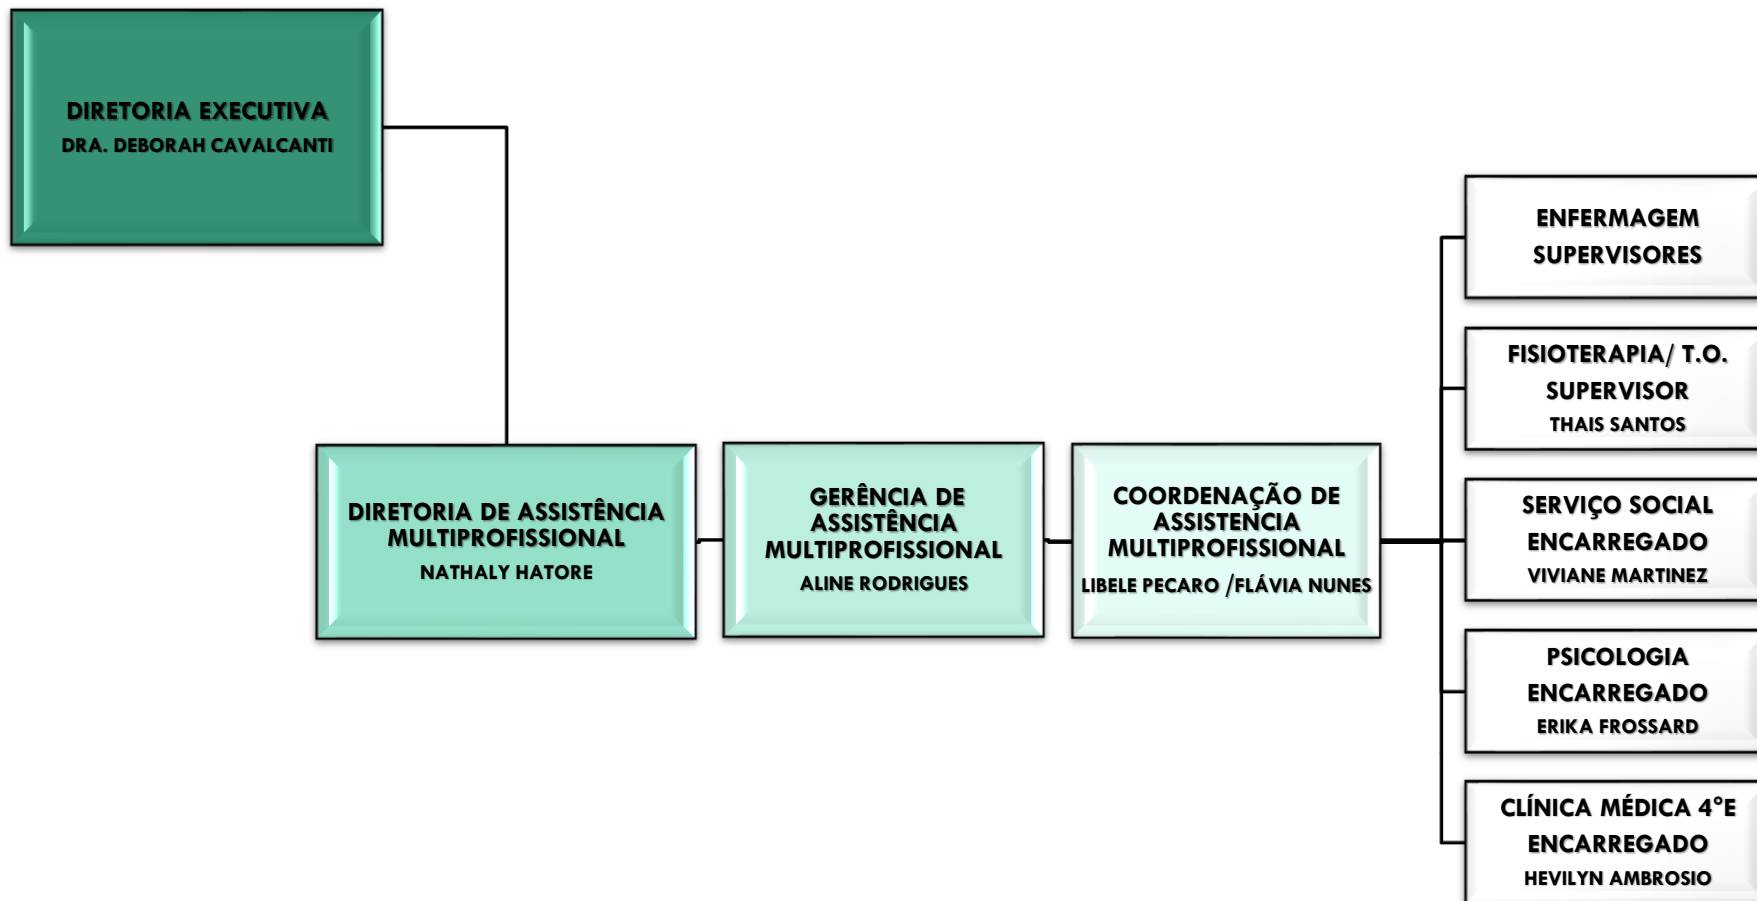 DIRETORIA EXECUTIVA
DRA. DEBORAH CAVALCANTI
DIRETORIA DE ASSISTÊNCIA
MULTIPROFISSIONAL
NATHALY HATORE
GERÊNCIA DE
ASSISTÊNCIA
MULTIPROFISSIONAL
ALINE RODRIGUES
COORDENAÇÃO DE
ASSISTENCIA
MULTIPROFISSIONAL
LIBELE PECARO /FLÁVIA NUNES
ENFERMAGEM
SUPERVISORES
FISIOTERAPIA/ T.O.
SUPERVISOR
THAIS SANTOS
SERVIÇO SOCIAL
ENCARREGADO
VIVIANE MARTINEZ
PSICOLOGIA
ENCARREGADO
ERIKA FROSSARD
CLÍNICA MÉDICA 4°E
ENCARREGADO
HEVILYN AMBROSIO